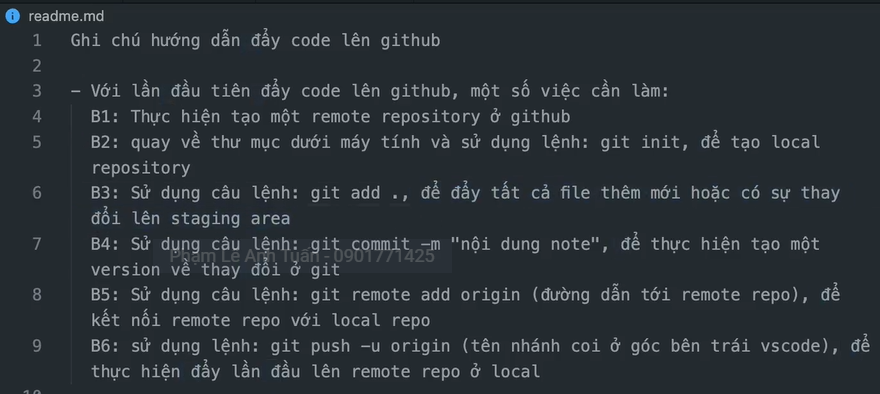 readme.md
1 Ghi chú hướng dẫn đẩy code lên github
2
3 - Với lần đầu tiên đẩy code lên github, một số việc cần làm:
4 B1: Thực hiện tạo một remote repository ở github
5 B2: quay về thư mục dưới máy tính và sử dụng lệnh: git init, để tạo local
repository
6 B3: Sử dụng câu lệnh: git add ., để đẩy tất cả file thêm mới hoặc có sự thay
đổi lên staging area
7 B4: Sử dụng câu lệnh: git commit -m "nội dung note", để thực hiện tạo một
Phạm Lê Anh Tuấn - 0901771425
version về thay đổi ở git
8 B5: Sử dụng câu lệnh: git remote add origin (đường dẫn tới remote repo), để
kết nối remote repo với local repo
9 B6: sử dụng lệnh: git push -u origin (tên nhánh coi ở góc bên trái vscode), để
thực hiện đẩy lần đầu lên remote repo ở local
10